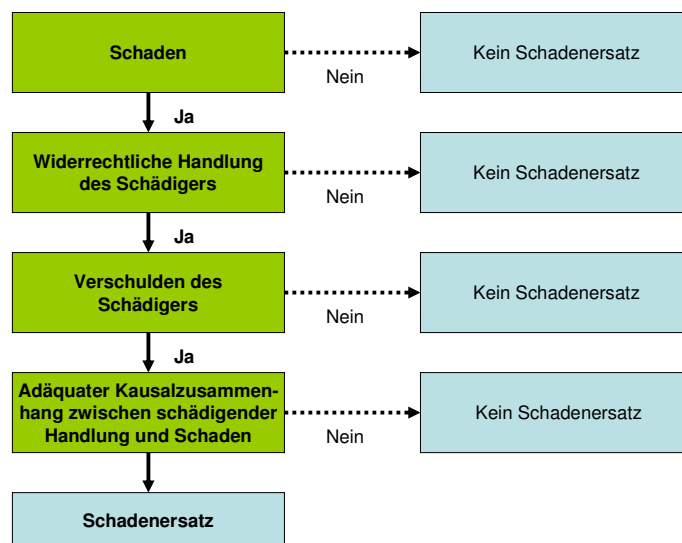 Schaden
Nein
Kein Schadenersatz
Ja
Widerrechtliche Handlung
des Schädigers
Nein
Kein Schadenersatz
Ja
Verschulden des
Schädigers
Nein
Kein Schadenersatz
Ja
Adäquater Kausalzusammen-
hang zwischen schädigender
Handlung und Schaden
Nein
Kein Schadenersatz
Schadenersatz